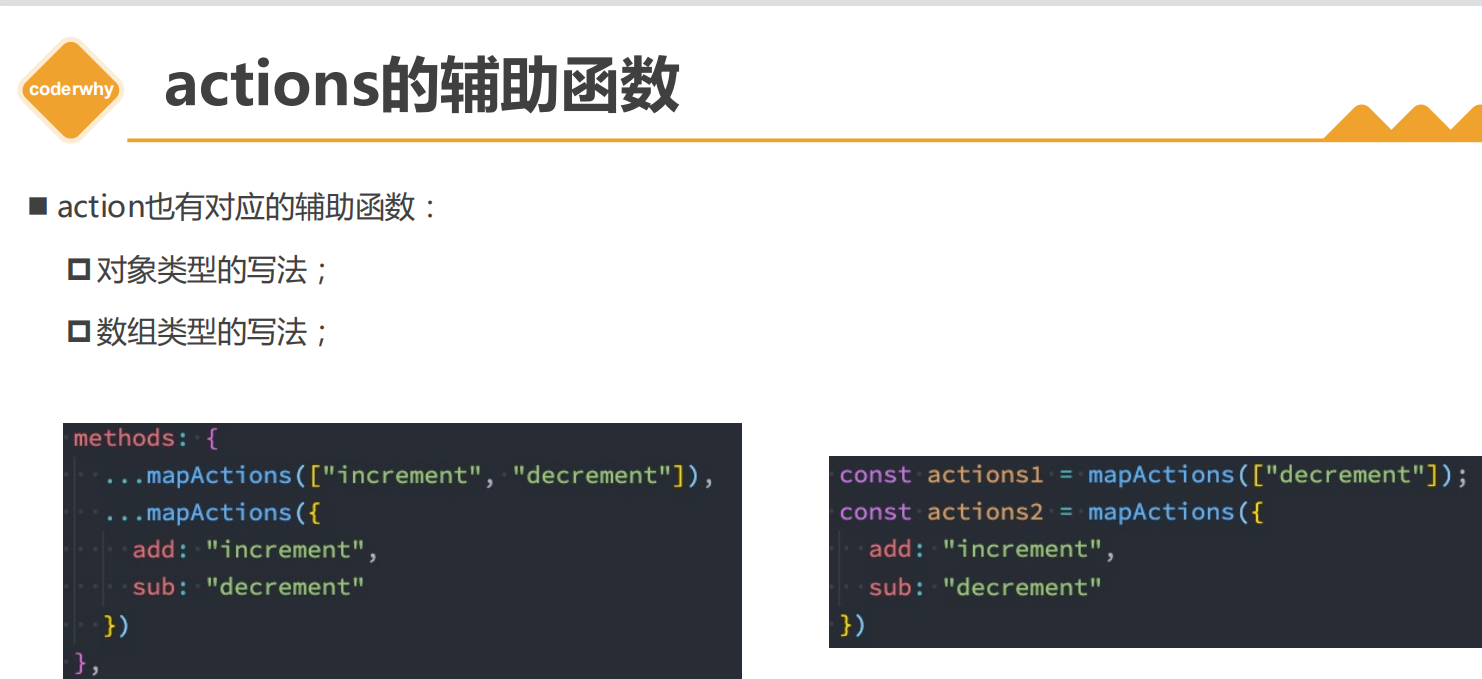 coderwhy
actions的辅助函数
action也有对应的辅助函数：
对象类型的写法；
数组类型的写法；
methods: {
...mapActions(["increment", "decrement"]),
...mapActions({
add: "increment",
sub: "decrement"
})
},
const actions1 = mapActions(["decrement"]);
const actions2 = mapActions({
add: "increment",
sub: "decrement"
})